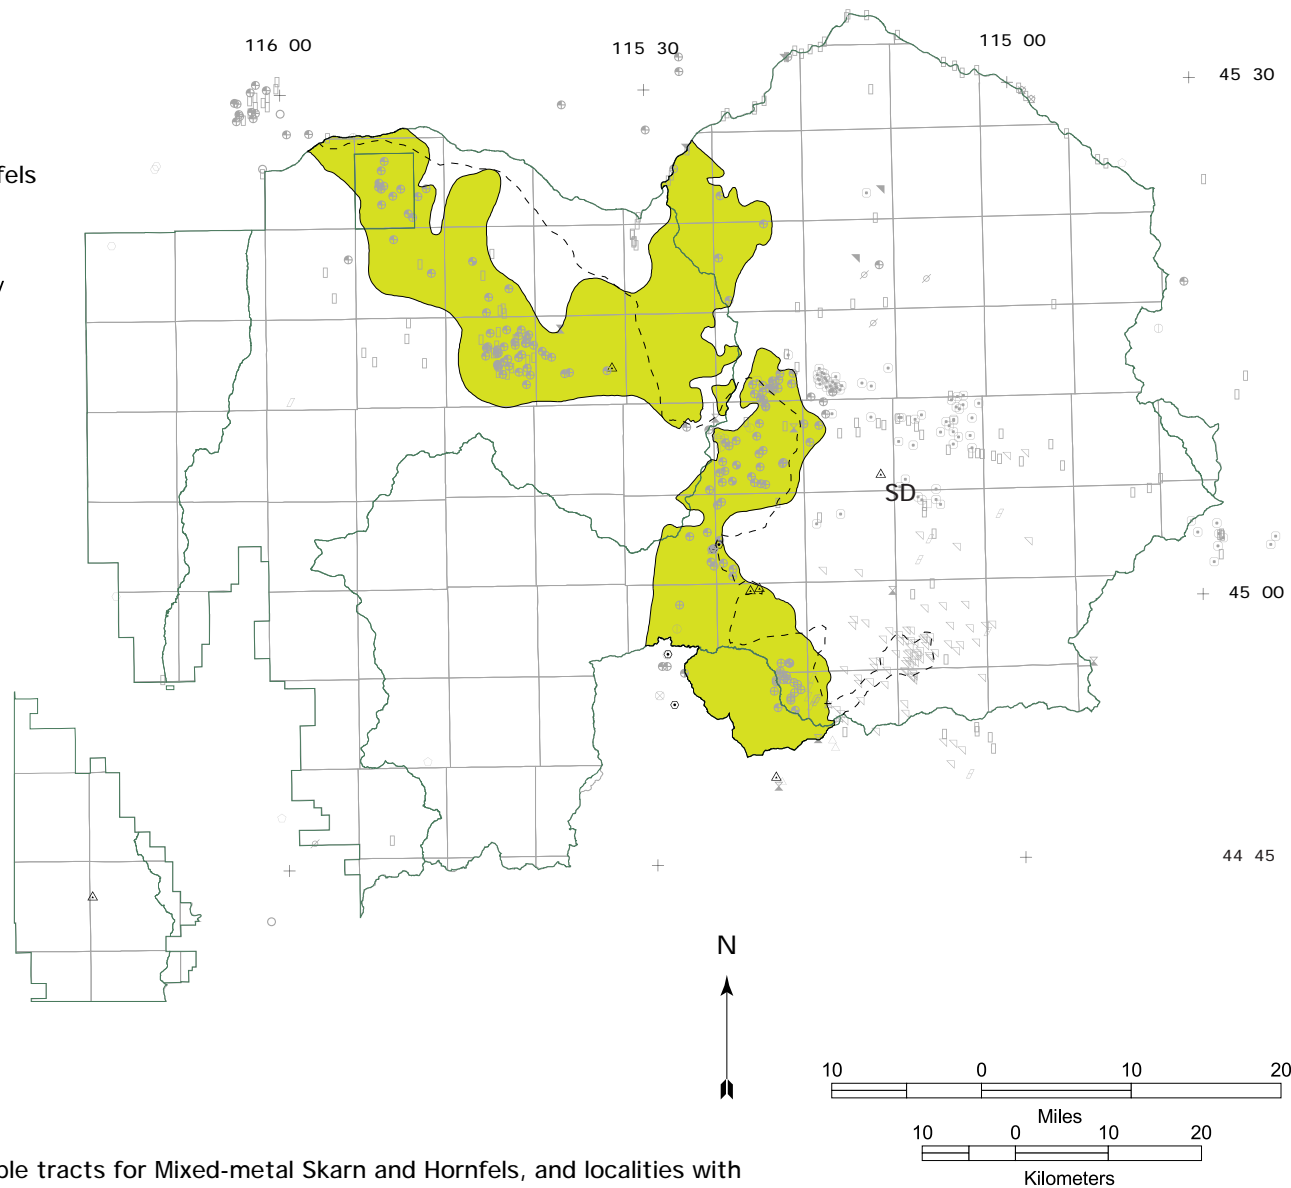 116 00
115 30
115 00
45 30
fels
SD
45 00
44 45
N
10 0 10 20
Miles
10 0 10 20
Kilometers
ble tracts for Mixed-metal Skarn and Hornfels, and localities with